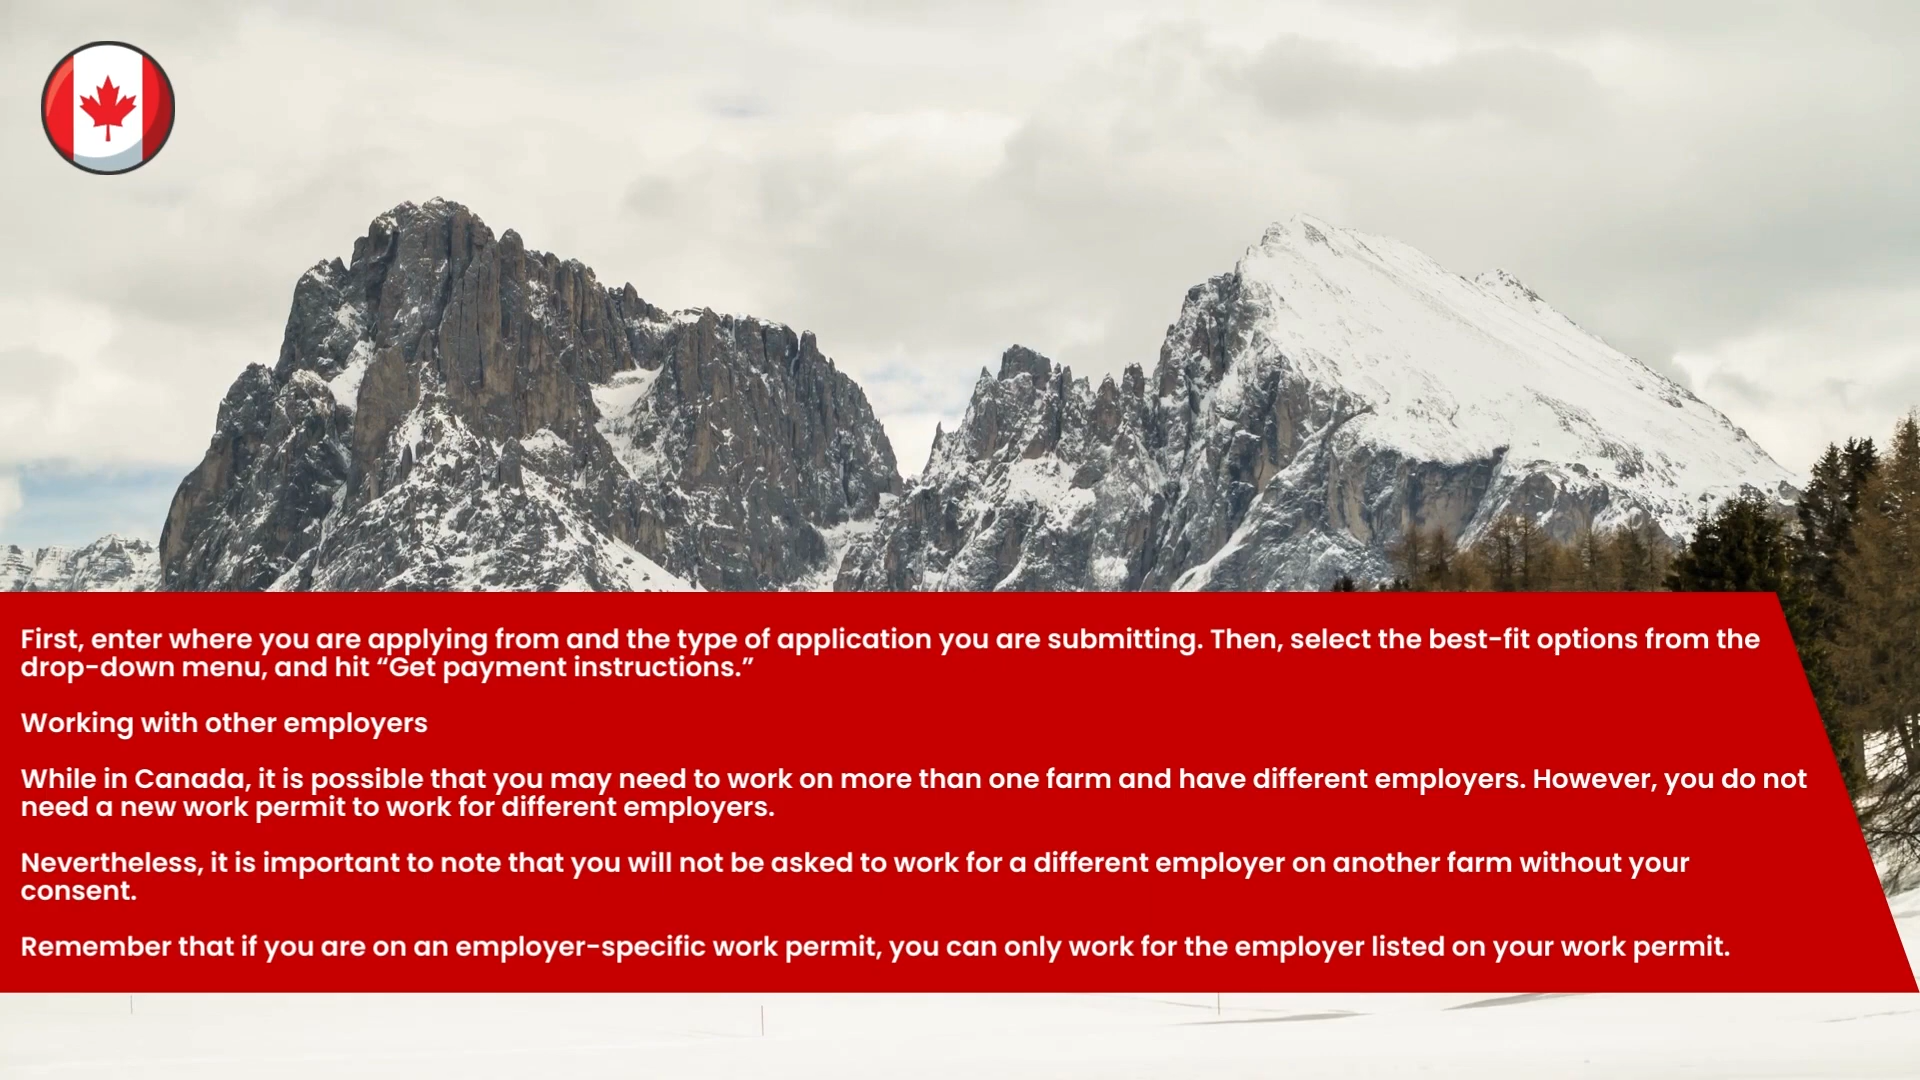 First, enter where you are applying from and the type of application you are submitting. Then, select the best-fit options from the
drop-down menu, and hit “Get payment instructions.”
Working with other employers
While in Canada, it is possible that you may need to work on more than one farm and have different employers. However, you do not
need a new work permit to work for different employers.
Nevertheless, it is important to note that you will not be asked to work for a different employer on another farm without your
consent.
Remember that if you are on an employer-specific work permit, you can only work for the employer listed on your work permit.